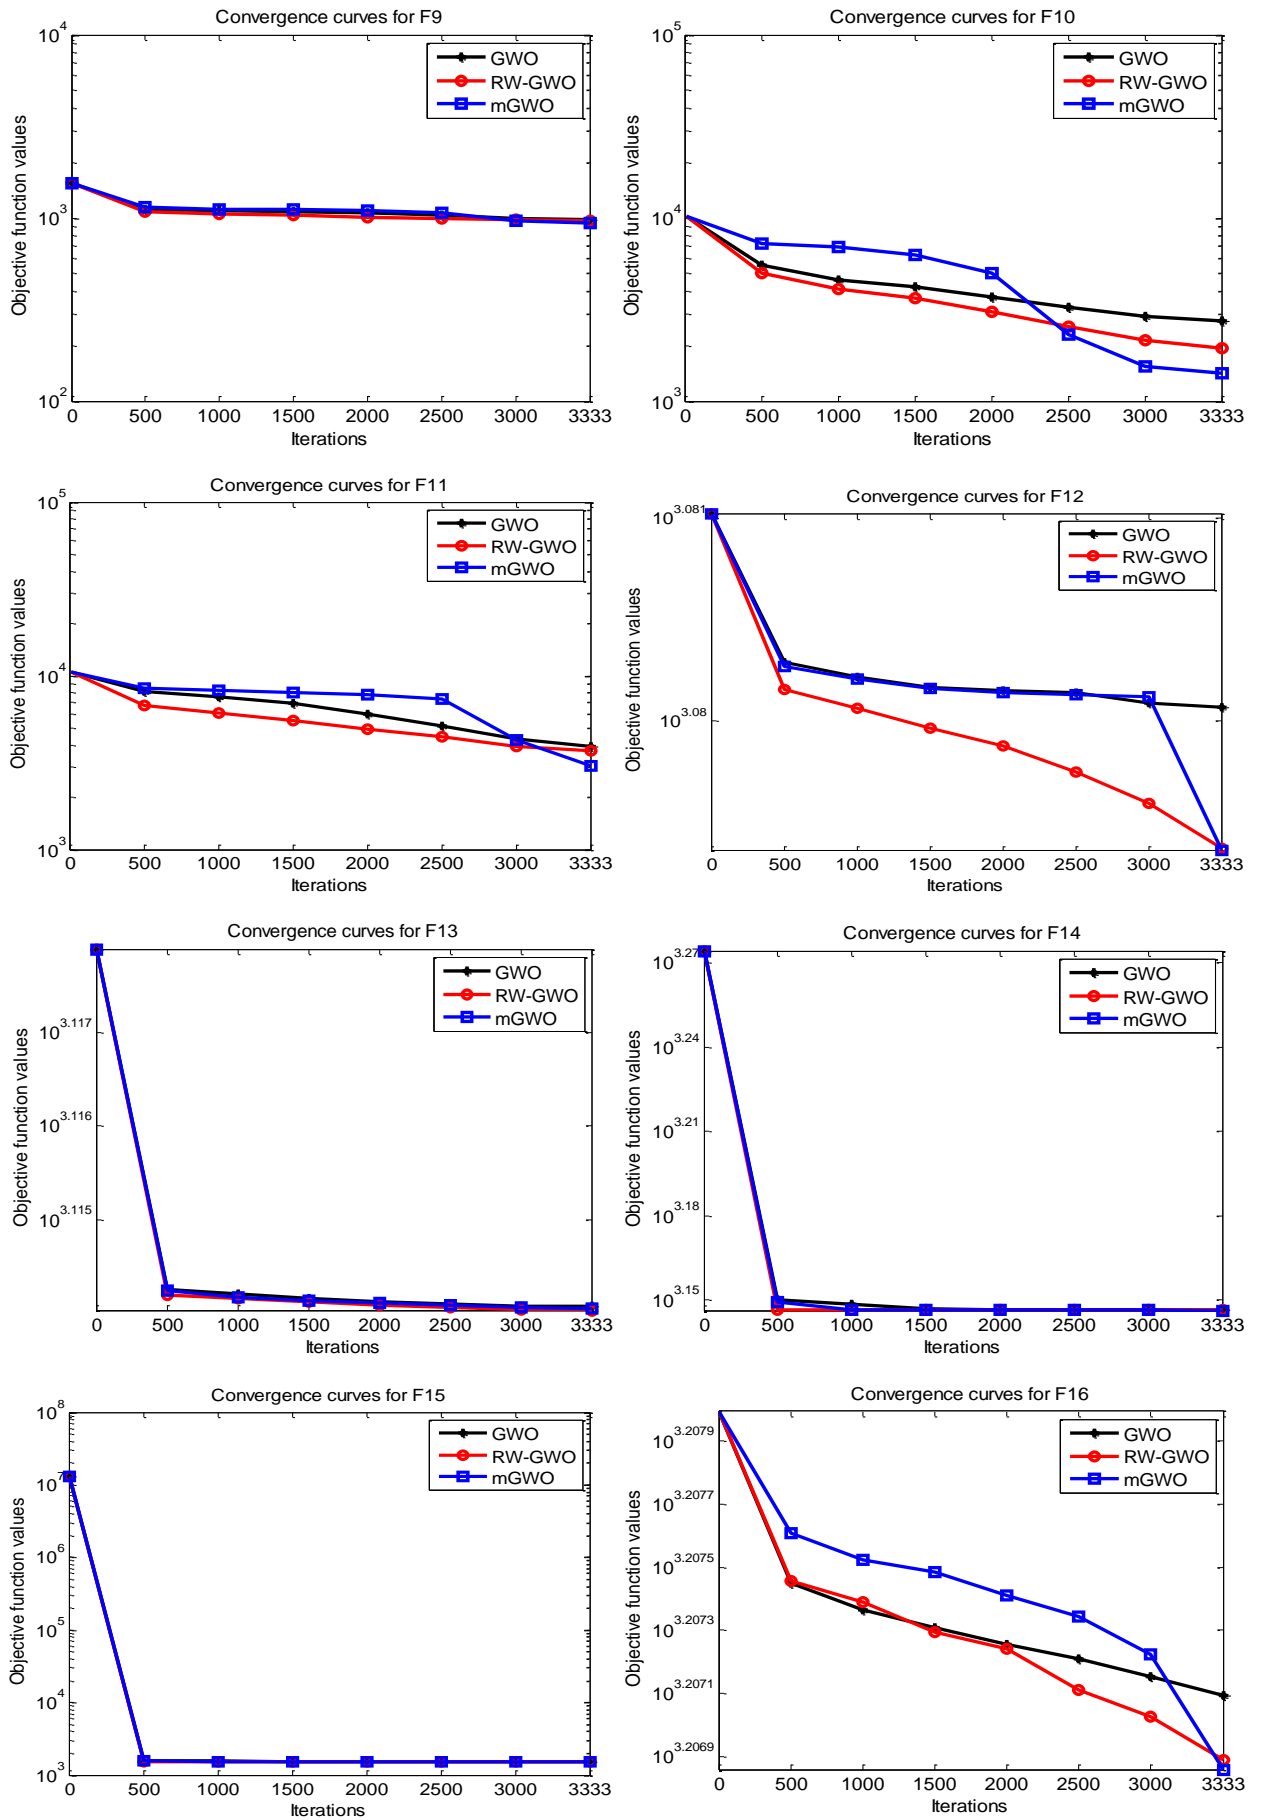 Convergence curves for F9
10^4
10^3
10^2
Objective function values
GWO
RW-GWO
mGWO
0 500 1000 1500 2000 2500 3000 3333
Iterations
Convergence curves for F10
10^5
10^4
10^3
Objective function values
GWO
RW-GWO
mGWO
0 500 1000 1500 2000 2500 3000 3333
Iterations
Convergence curves for F11
10^5
10^4
10^3
Objective function values
GWO
RW-GWO
mGWO
0 500 1000 1500 2000 2500 3000 3333
Iterations
Convergence curves for F12
10^3.081
10^3.08
Objective function values
GWO
RW-GWO
mGWO
0 500 1000 1500 2000 2500 3000 3333
Iterations
Convergence curves for F13
10^3.117
10^3.116
10^3.115
Objective function values
GWO
RW-GWO
mGWO
0 500 1000 1500 2000 2500 3000 3333
Iterations
Convergence curves for F14
10^3.27
10^3.24
10^3.21
10^3.18
10^3.15
Objective function values
GWO
RW-GWO
mGWO
0 500 1000 1500 2000 2500 3000 3333
Iterations
Convergence curves for F15
10^8
10^7
10^6
10^5
10^4
10^3
Objective function values
GWO
RW-GWO
mGWO
0 500 1000 1500 2000 2500 3000 3333
Iterations
Convergence curves for F16
10^3.2079
10^3.2077
10^3.2075
10^3.2073
10^3.2071
10^3.2069
Objective function values
GWO
RW-GWO
mGWO
0 500 1000 1500 2000 2500 3000 3333
Iterations